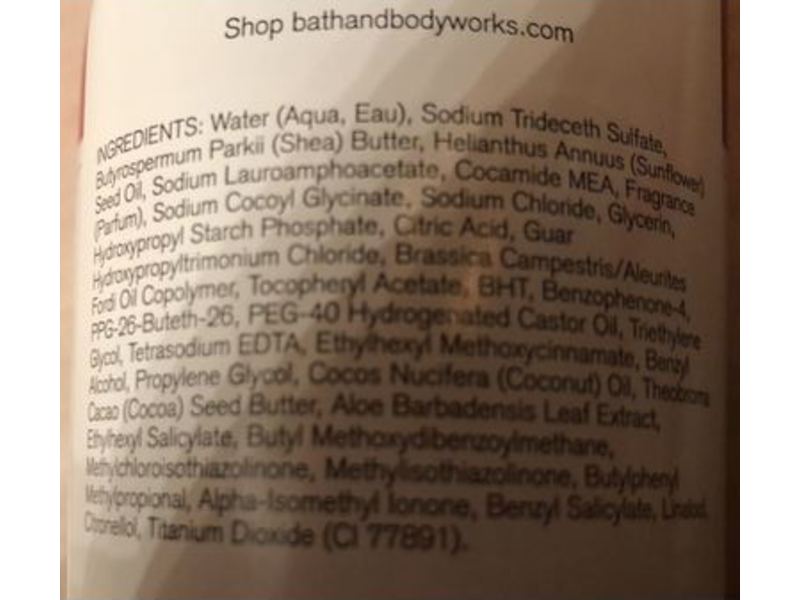 Shop bathandbodyworks.com
INGREDIENTS: Water (Aqua, Eau), Sodium Trideceth Sulfate,
Butyrospermum Parkii (Shea) Butter, Helianthus Annuus (Sunflower)
Seed Oil, Sodium Lauroamphoacetate, Cocamide MEA, Fragrance
(Parfum), Sodium Cocoyl Glycinate, Sodium Chloride, Glycerin,
Hydroxypropyl Starch Phosphate, Citric Acid, Guar
Hydroxypropyltrimonium Chloride, Brassica Campestris/Aleurites
Fordi Oil Copolymer, Tocopheryl Acetate, BHT, Benzophenone-4,
PPG-26-Buteth-26, PEG-40 Hydrogenated Castor Oil, Triethylene
Glycol, Tetrasodium EDTA, Ethylhexyl Methoxycinnamate, Benzyl
Alcohol, Propylene Glycol, Cocos Nucifera (Coconut) Oil, Theobroma
Cacao (Cocoa) Seed Butter, Aloe Barbadensis Leaf Extract,
Ethylhexyl Salicylate, Butyl Methoxydibenzoylmethane,
Methylchloroisothiazolinone, Methylisothiazolinone, Butylphenyl
Methylpropional, Alpha-Isomethyl Ionone, Benzyl Salicylate, Linalool,
Citronellol, Titanium Dioxide (CI 77891).